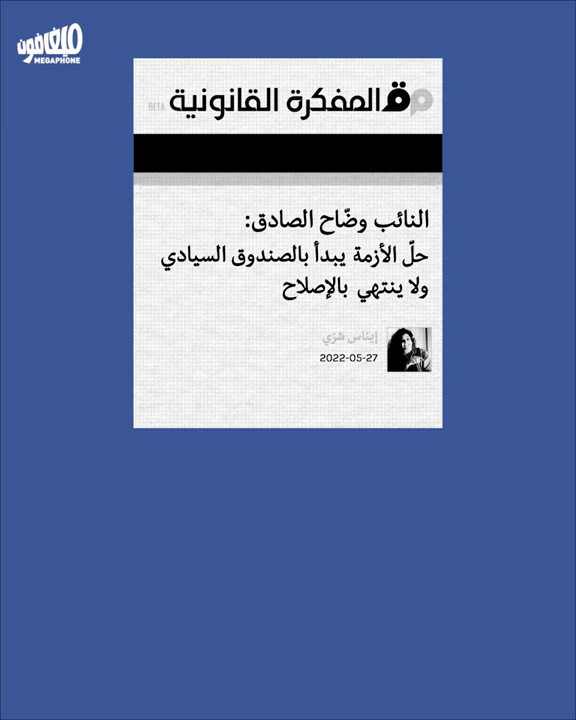 ميغافون
MEGAPHONE
المفكرة القانونية
BETA
النائب وضّاح الصادق:
حلّ الأزمة يبدأ بالصندوق السيادي
ولا ينتهي بالإصلاح
إيناس شرّي
2022-05-27